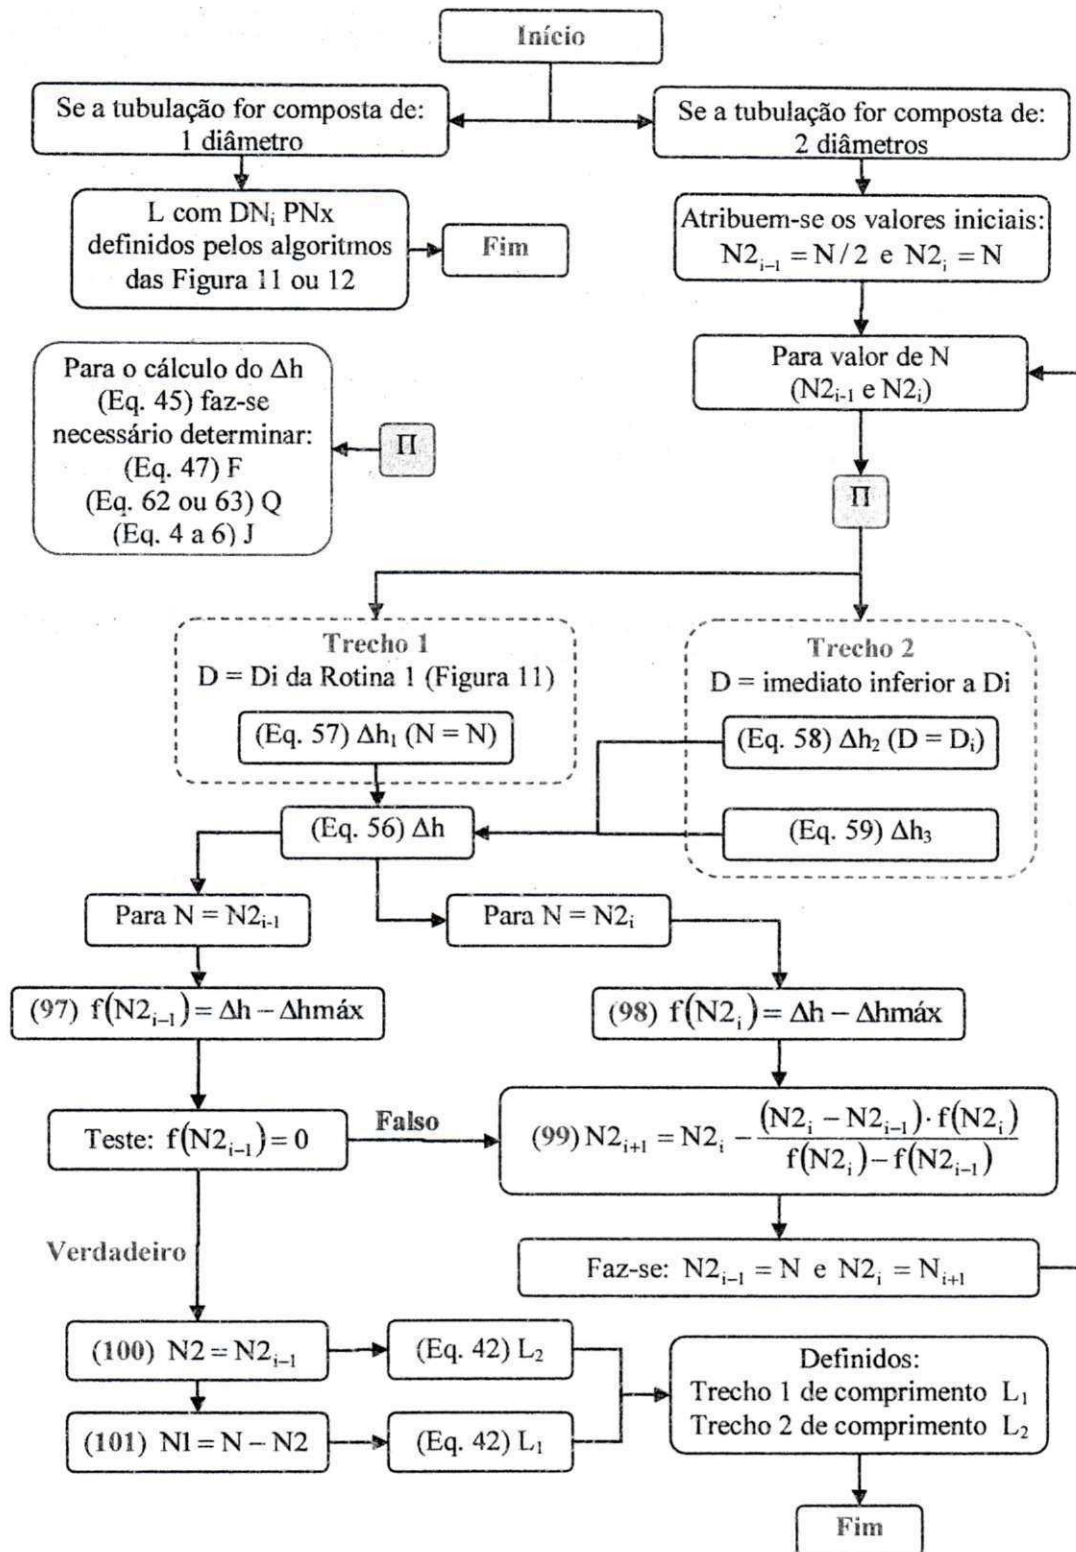 Início
Se a tubulação for composta de:
1 diâmetro
Se a tubulação for composta de:
2 diâmetros
L com DNᵢ PNx
definidos pelos algoritmos
das Figura 11 ou 12
Fim
Atribuem-se os valores iniciais:
N2ᵢ₋₁ = N/2 e N2ᵢ = N
Para o cálculo do Δh
(Eq. 45) faz-se
necessário determinar:
(Eq. 47) F
(Eq. 62 ou 63) Q
(Eq. 4 a 6) J
Π
Para valor de N
(N2ᵢ₋₁ e N2ᵢ)
Π
Trecho 1
D = Di da Rotina 1 (Figura 11)
(Eq. 57) Δh₁ (N = N)
Trecho 2
D = imediato inferior a Di
(Eq. 58) Δh₂ (D = Dᵢ)
(Eq. 59) Δh₃
(Eq. 56) Δh
Para N = N2ᵢ₋₁
Para N = N2ᵢ
(97) f(N2ᵢ₋₁) = Δh − Δhmáx
(98) f(N2ᵢ) = Δh − Δhmáx
Teste: f(N2ᵢ₋₁) = 0
Falso
(99) N2ᵢ₊₁ = N2ᵢ − (N2ᵢ − N2ᵢ₋₁) · f(N2ᵢ) / f(N2ᵢ) − f(N2ᵢ₋₁)
Verdadeiro
Faz-se: N2ᵢ₋₁ = N e N2ᵢ = Nᵢ₊₁
(100) N2 = N2ᵢ₋₁
(Eq. 42) L₂
(101) N1 = N − N2
(Eq. 42) L₁
Definidos:
Trecho 1 de comprimento L₁
Trecho 2 de comprimento L₂
Fim